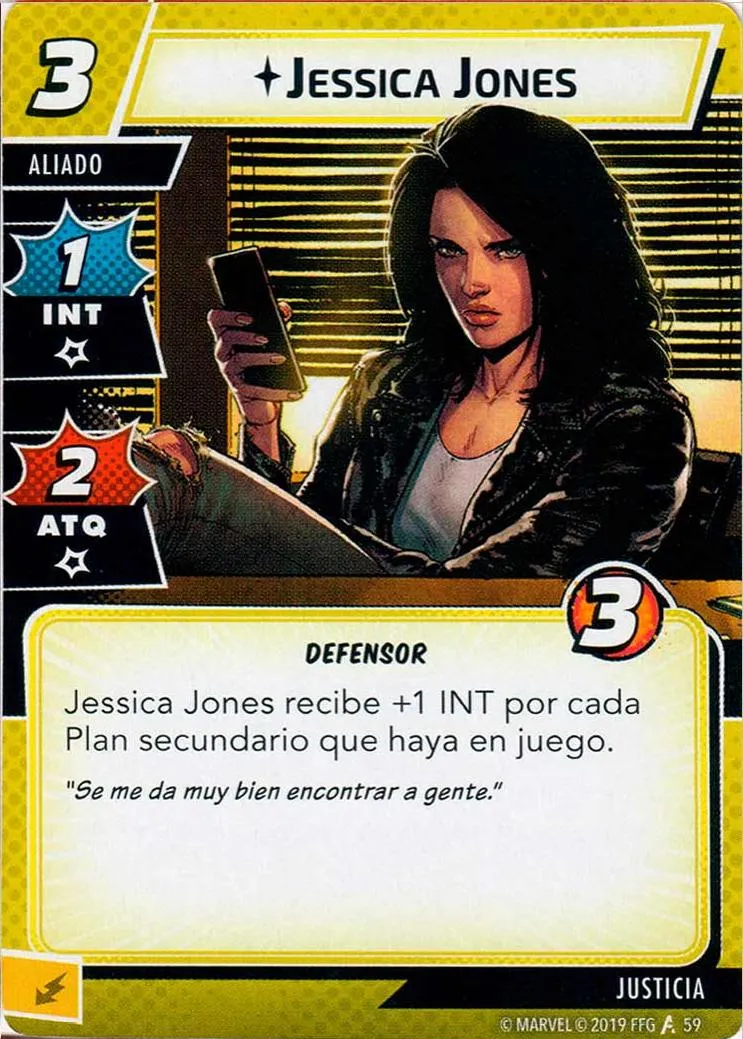 3
JESSICA JONES
ALIADO
1
INT
2
ATQ
3
DEFENSOR
Jessica Jones recibe +1 INT por cada
Plan secundario que haya en juego.
"Se me da muy bien encontrar a gente."
JUSTICIA
© MARVEL © 2019 FFG 59